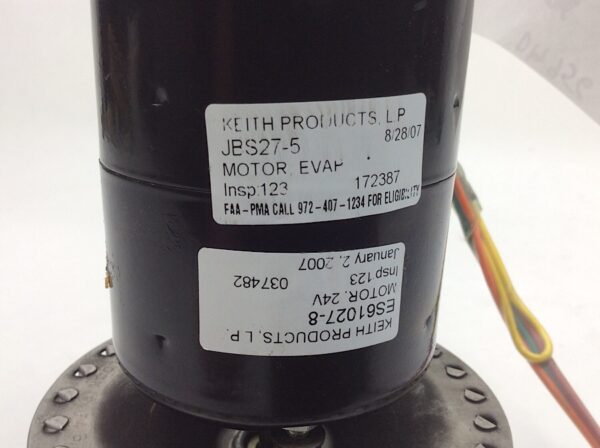 KEITH PRODUCTS, L.P.
JBS27-5
8/28/07
MOTOR, EVAP
Insp:123
172387
FAA-PMA CALL 972-407-1234 FOR ELIGIBILITY
KEITH PRODUCTS, L.P.
ES61027-8
MOTOR, 24V
Insp 123
037482
January 2, 2007